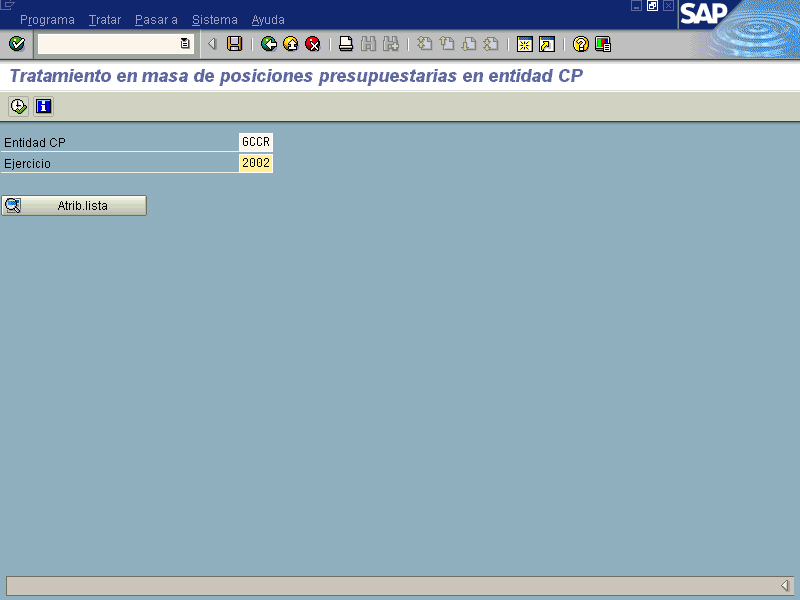 Programa Tratar Pasar a Sistema Ayuda
SAP
Tratamiento en masa de posiciones presupuestarias en entidad CP
Entidad CP GCCR
Ejercicio 2002
Atrib.lista